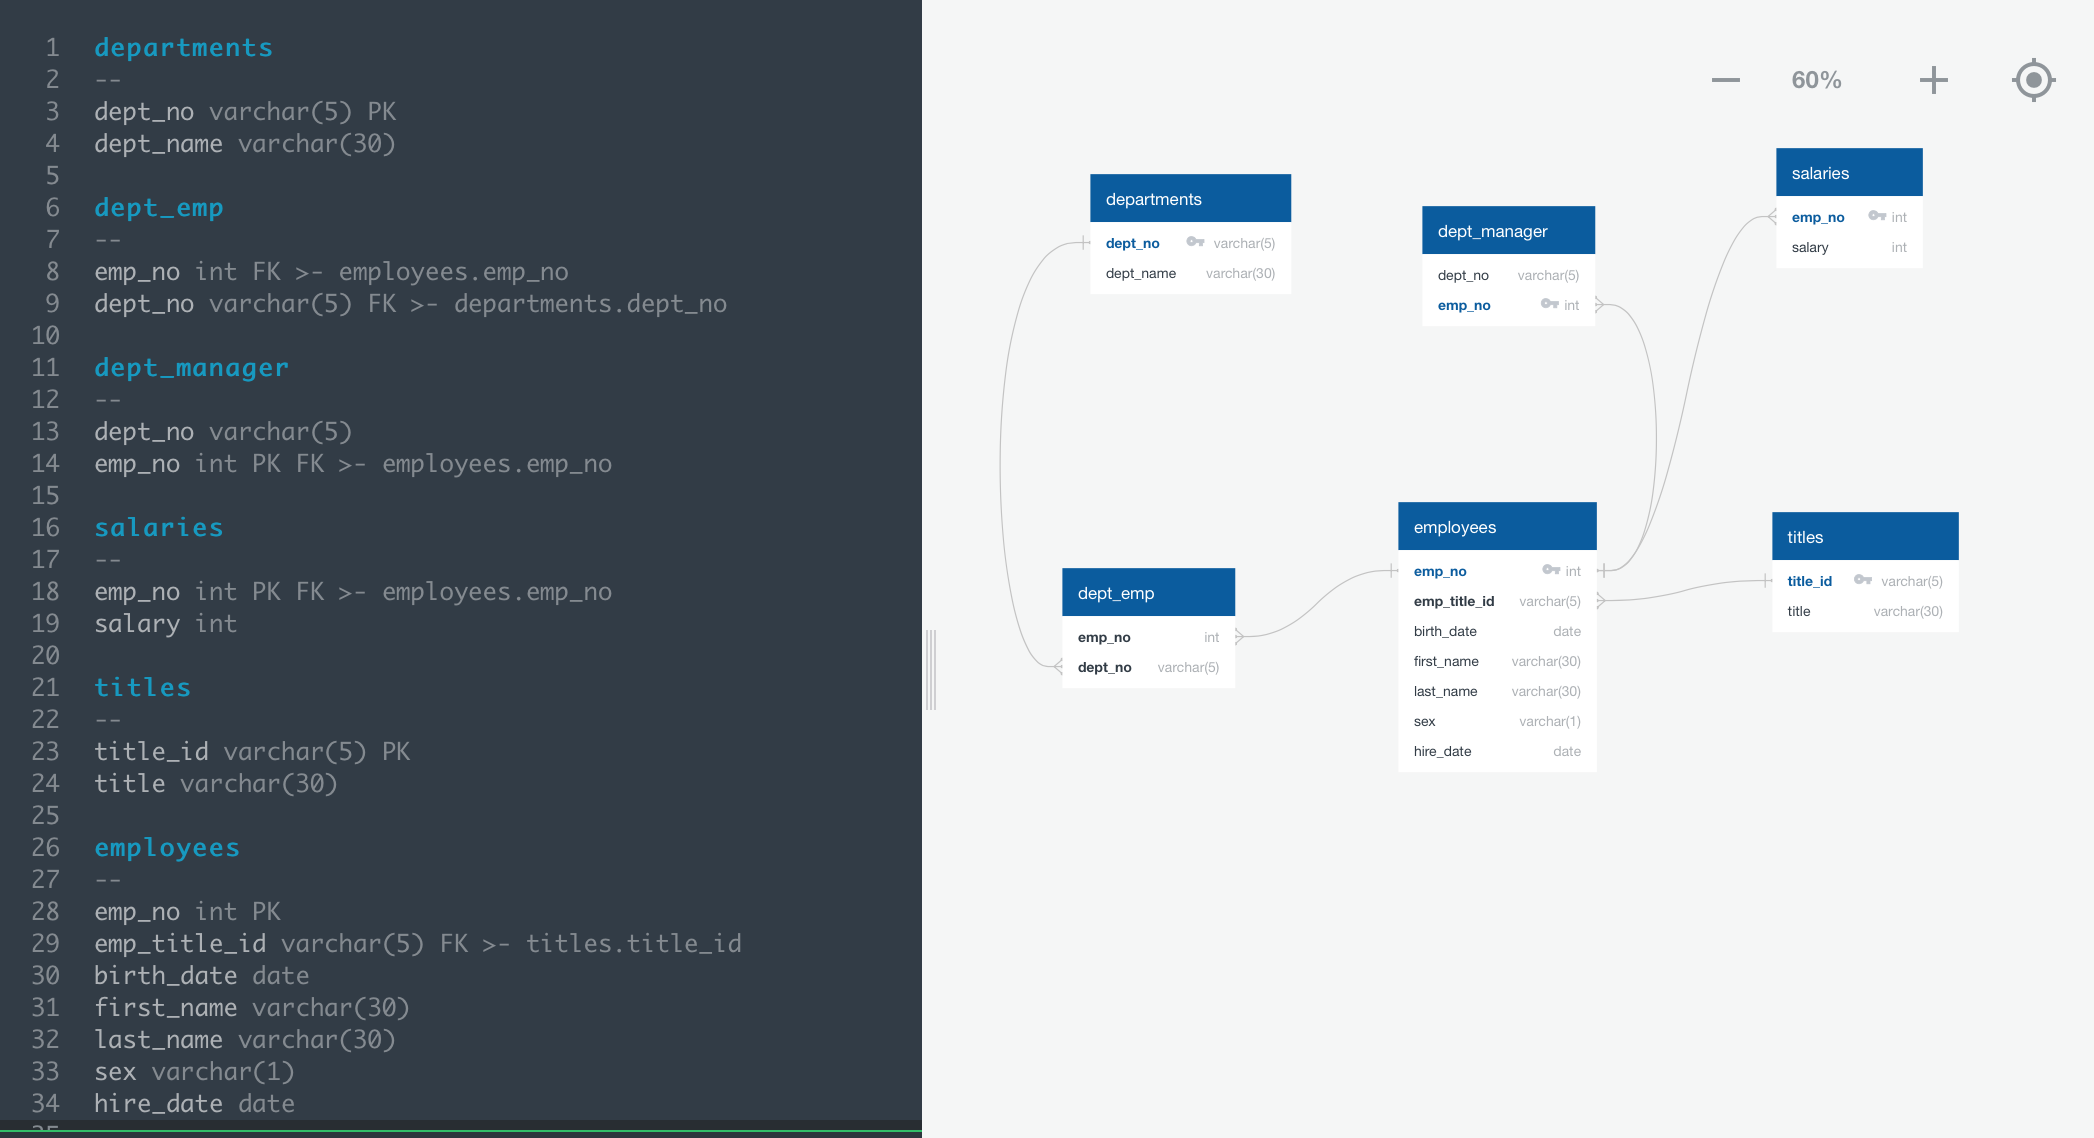 1 departments
2 --
3 dept_no varchar(5) PK
4 dept_name varchar(30)
5
6 dept_emp
7 --
8 emp_no int FK >- employees.emp_no
9 dept_no varchar(5) FK >- departments.dept_no
10
11 dept_manager
12 --
13 dept_no varchar(5)
14 emp_no int PK FK >- employees.emp_no
15
16 salaries
17 --
18 emp_no int PK FK >- employees.emp_no
19 salary int
20
21 titles
22 --
23 title_id varchar(5) PK
24 title varchar(30)
25
26 employees
27 --
28 emp_no int PK
29 emp_title_id varchar(5) FK >- titles.title_id
30 birth_date date
31 first_name varchar(30)
32 last_name varchar(30)
33 sex varchar(1)
34 hire_date date
60%
departments
dept_no varchar(5)
dept_name varchar(30)
dept_manager
dept_no varchar(5)
emp_no int
salaries
emp_no int
salary int
dept_emp
emp_no int
dept_no varchar(5)
employees
emp_no int
emp_title_id varchar(5)
birth_date date
first_name varchar(30)
last_name varchar(30)
sex varchar(1)
hire_date date
titles
title_id varchar(5)
title varchar(30)